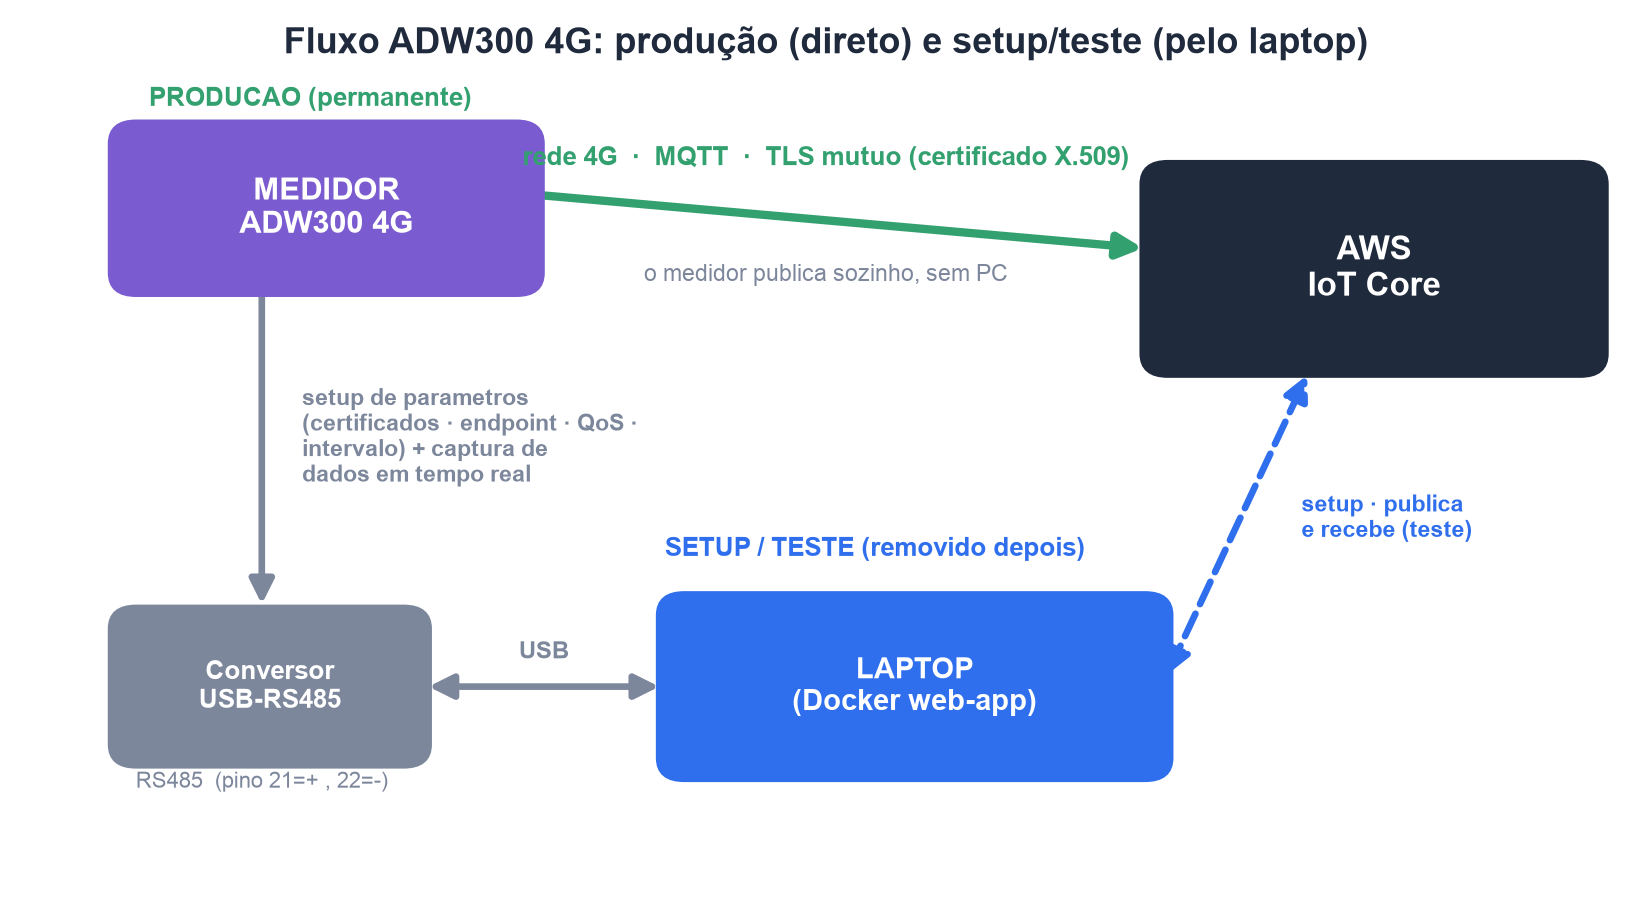 Fluxo ADW300 4G: produção (direto) e setup/teste (pelo laptop)
PRODUCAO (permanente)
MEDIDOR
ADW300 4G
rede 4G · MQTT · TLS mutuo (certificado X.509)
o medidor publica sozinho, sem PC
AWS
IoT Core
setup de parametros
(certificados · endpoint · QoS ·
intervalo) + captura de
dados em tempo real
setup · publica
e recebe (teste)
SETUP / TESTE (removido depois)
Conversor
USB-RS485
USB
LAPTOP
(Docker web-app)
RS485 (pino 21=+ , 22=-)